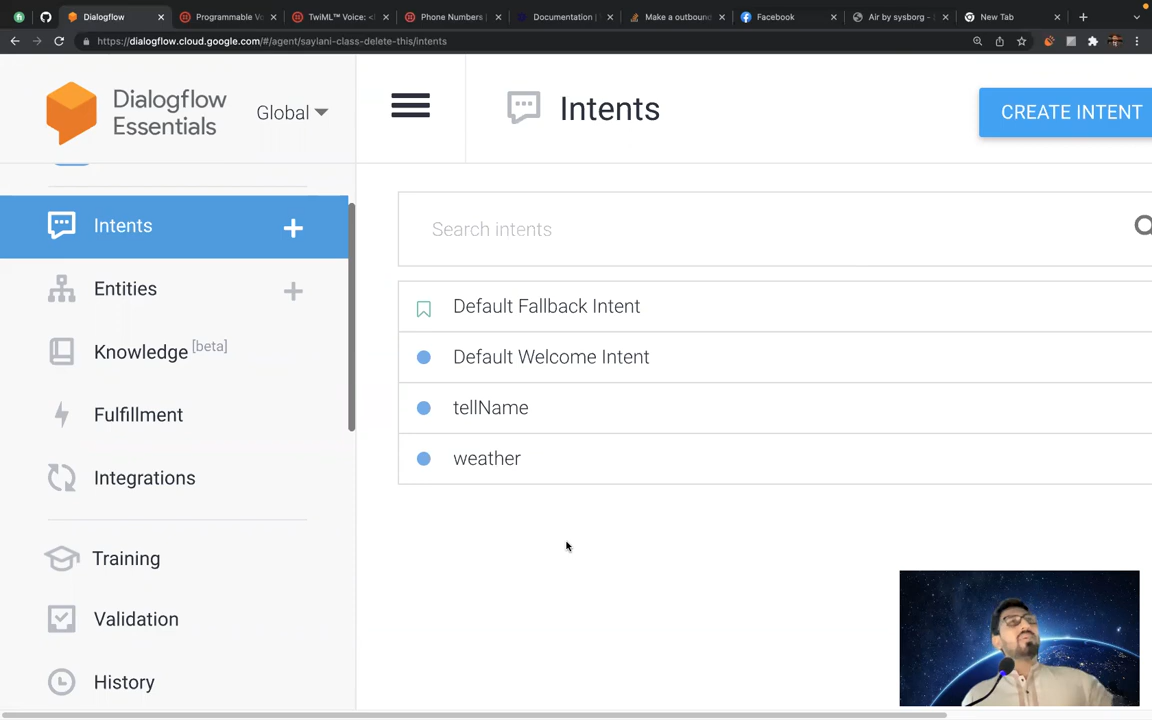 Dialogflow
Programmable Vo
TwiML™ Voice: <
Phone Numbers |
Documentation |
Make a outbound
Facebook
Air by sysborg -
New Tab
https://dialogflow.cloud.google.com/#/agent/saylani-class-delete-this/intents
Dialogflow
Essentials
Global
Intents
CREATE INTENT
Intents
Search intents
Entities
Default Fallback Intent
Knowledge [beta]
Default Welcome Intent
Fulfillment
tellName
Integrations
weather
Training
Validation
History